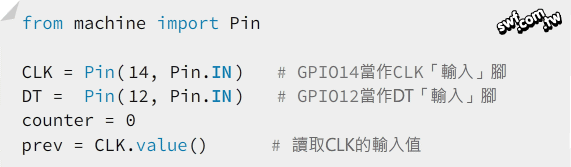 from machine import Pin
swf.com.tw
CLK = Pin(14, Pin.IN)   # GPIO14當作CLK「輸入」腳
DT =  Pin(12, Pin.IN)   # GPIO12當作DT「輸入」腳
counter = 0
prev = CLK.value()      # 讀取CLK的輸入值